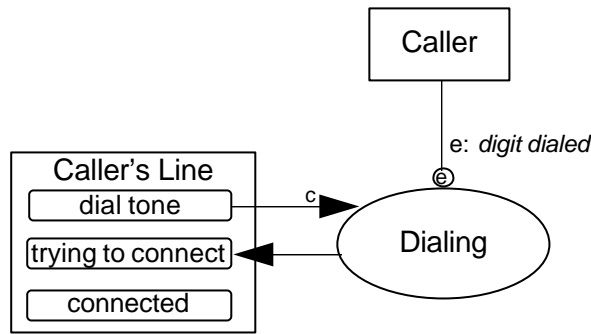 Caller
e: digit dialed
e
Caller's Line
dial tone
c
trying to connect
Dialing
connected